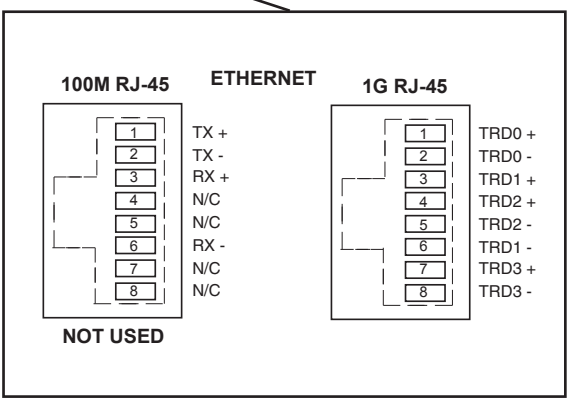 ETHERNET
100M RJ-45
1 TX +
2 TX -
3 RX +
4 N/C
5 N/C
6 RX -
7 N/C
8 N/C
NOT USED
1G RJ-45
1 TRD0 +
2 TRD0 -
3 TRD1 +
4 TRD2 +
5 TRD2 -
6 TRD1 -
7 TRD3 +
8 TRD3 -